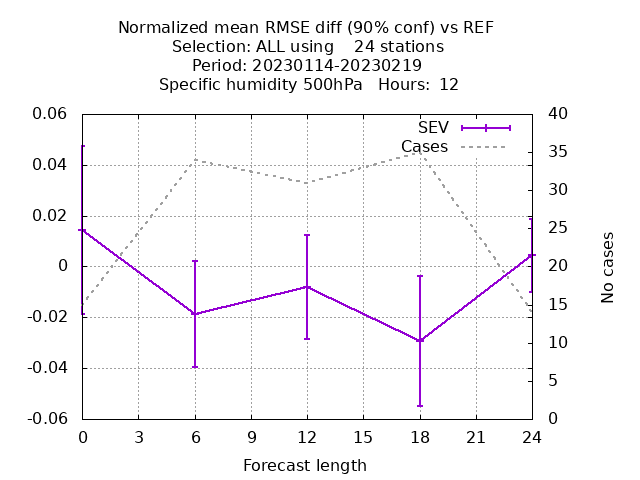 Normalized mean RMSE diff (90% conf) vs REF
Selection: ALL using    24 stations
Period: 20230114-20230219
Specific humidity 500hPa   Hours:  12
SEV
Cases
0.06
0.04
0.02
0
-0.02
-0.04
-0.06
40
35
30
25
20
15
10
5
0
No cases
0 3 6 9 12 15 18 21 24
Forecast length